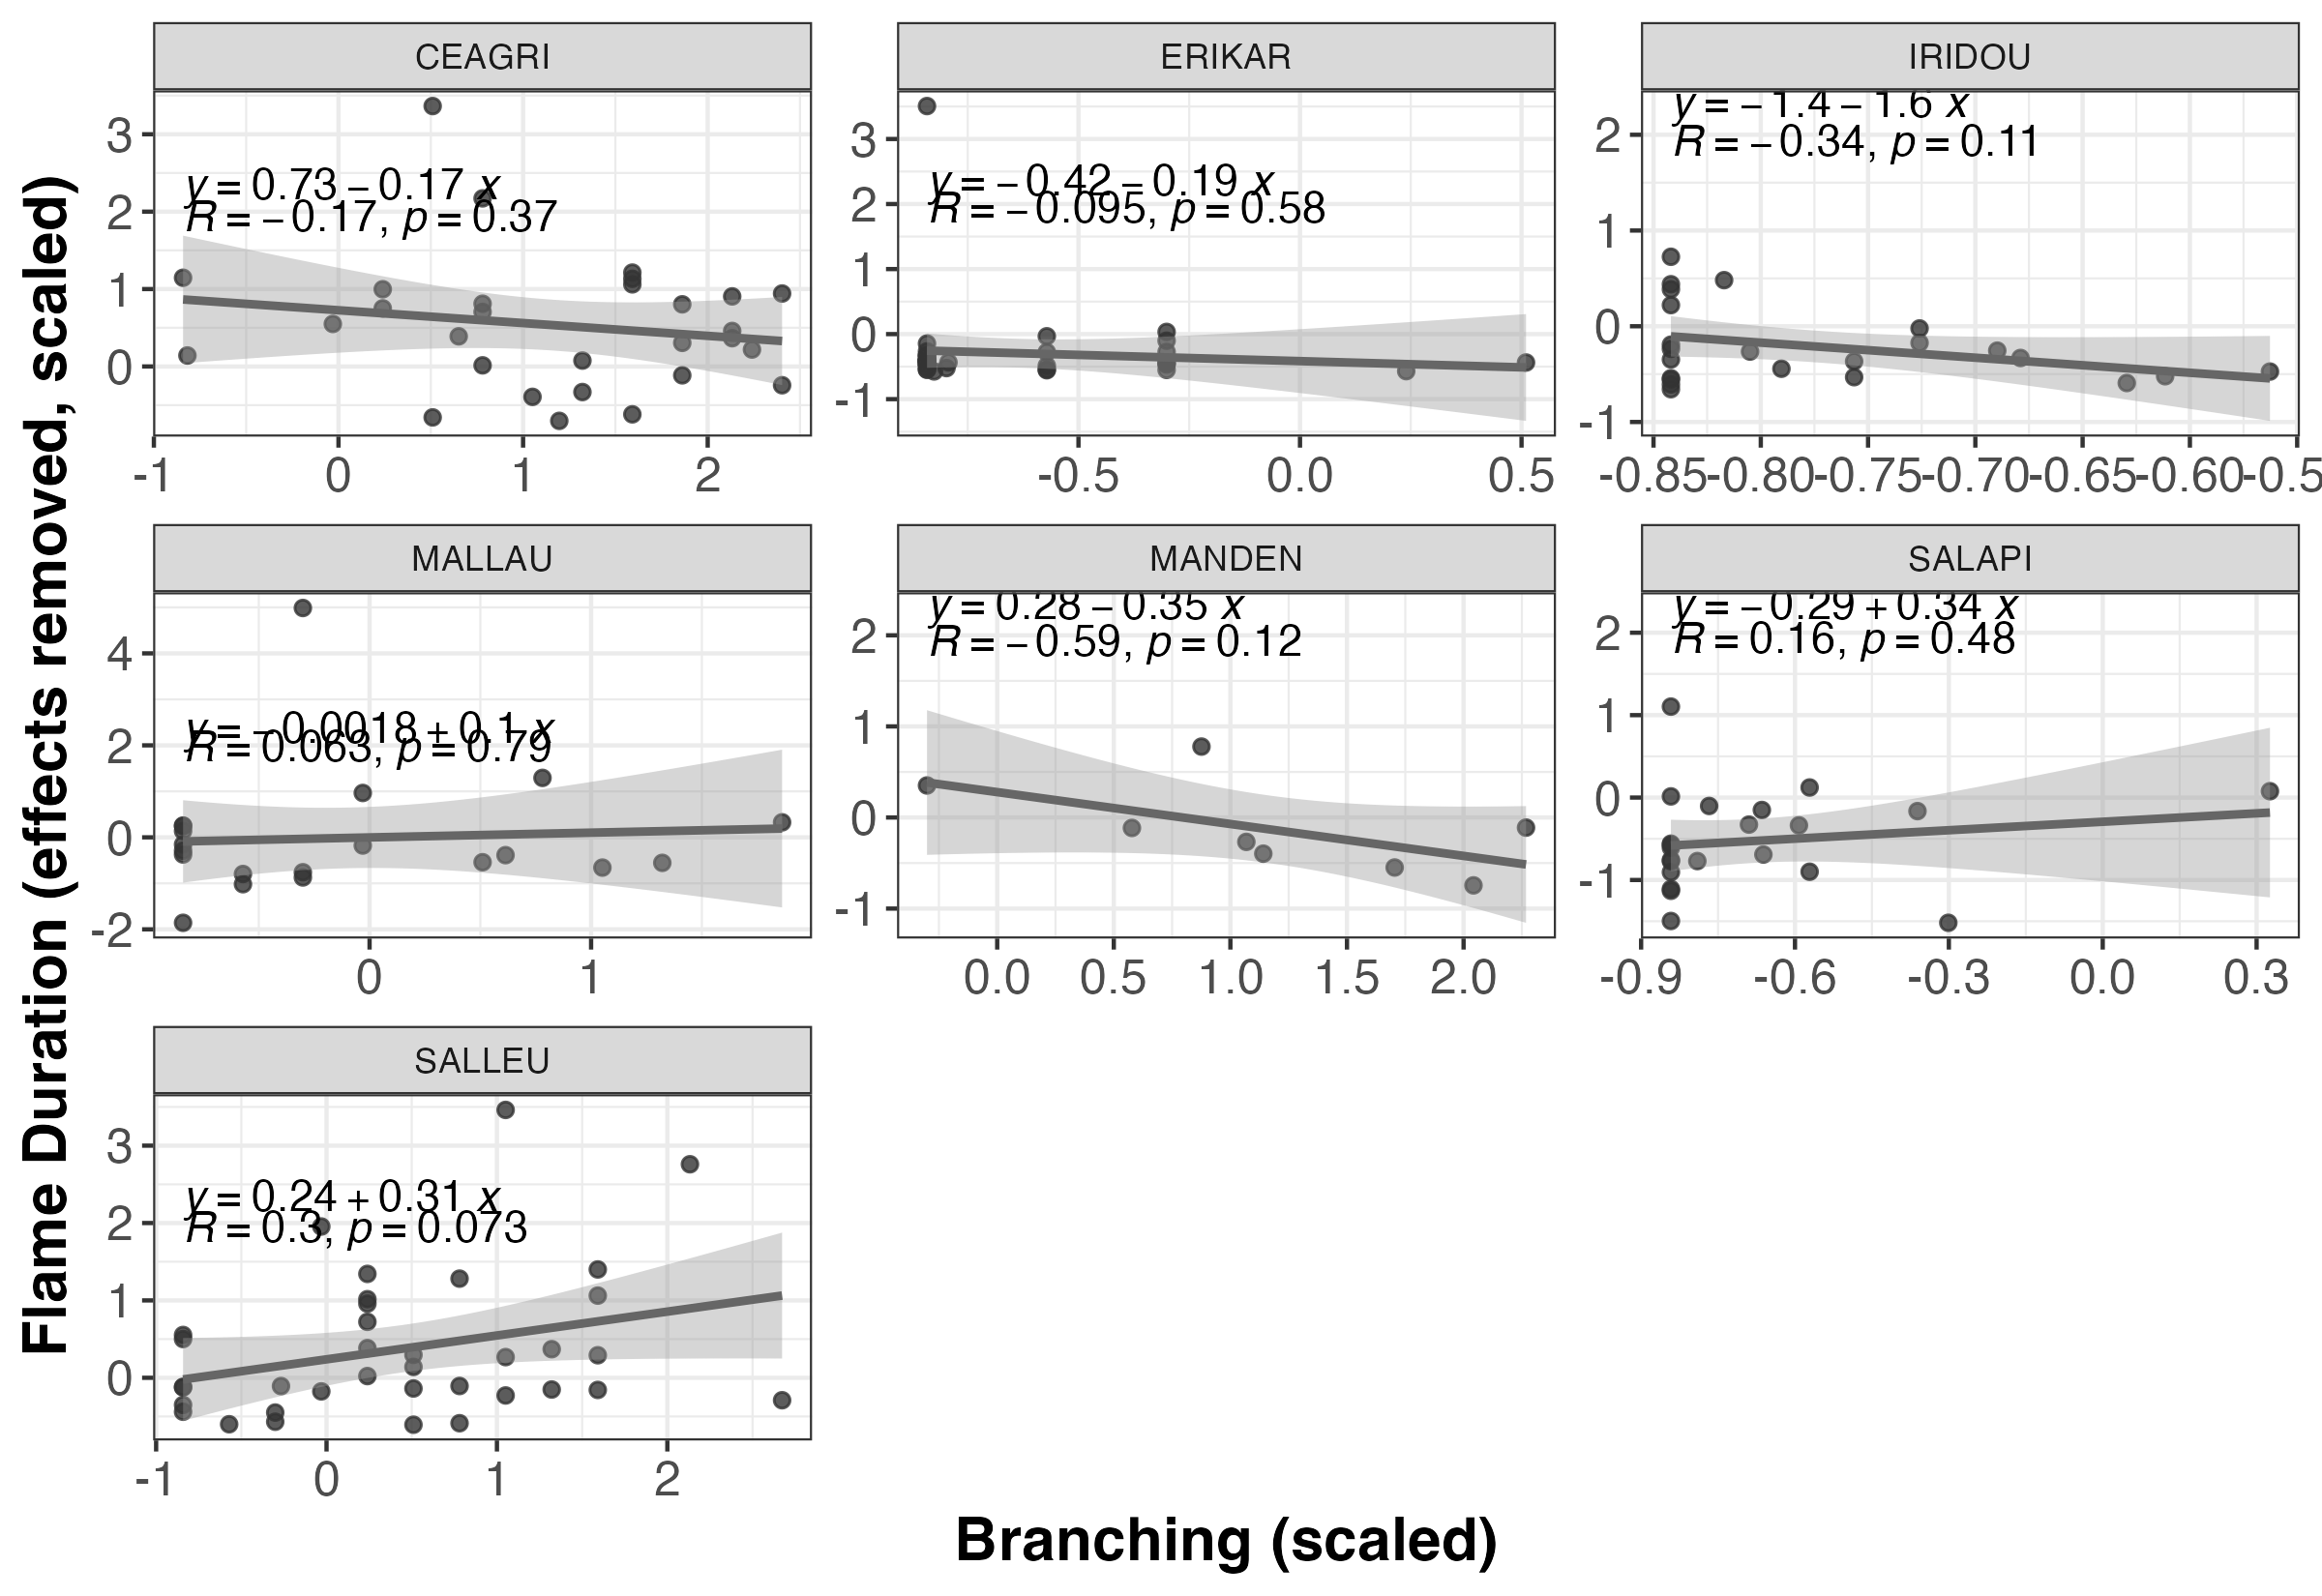 Flame Duration (effects removed, scaled)
CEAGRI
y = 0.73 − 0.17 x
R = −0.17, p = 0.37
3
2
1
0
-1 0 1 2
ERIKAR
y = −0.42 − 0.19 x
R = −0.095, p = 0.58
3
2
1
0
-1
-0.5 0.0 0.5
IRIDOU
y = −1.4 − 1.6 x
R = −0.34, p = 0.11
2
1
0
-1
-0.85 -0.80 -0.75 -0.70 -0.65 -0.60 -0.5
MALLAU
y = −0.0018 + 0.1 x
R = 0.063, p = 0.79
4
2
0
-2
0 1
MANDEN
y = 0.28 − 0.35 x
R = −0.59, p = 0.12
2
1
0
-1
0.0 0.5 1.0 1.5 2.0
SALAPI
y = −0.29 + 0.34 x
R = 0.16, p = 0.48
2
1
0
-1
-0.9 -0.6 -0.3 0.0 0.3
SALLEU
y = 0.24 + 0.31 x
R = 0.3, p = 0.073
3
2
1
0
-1 0 1 2
Branching (scaled)